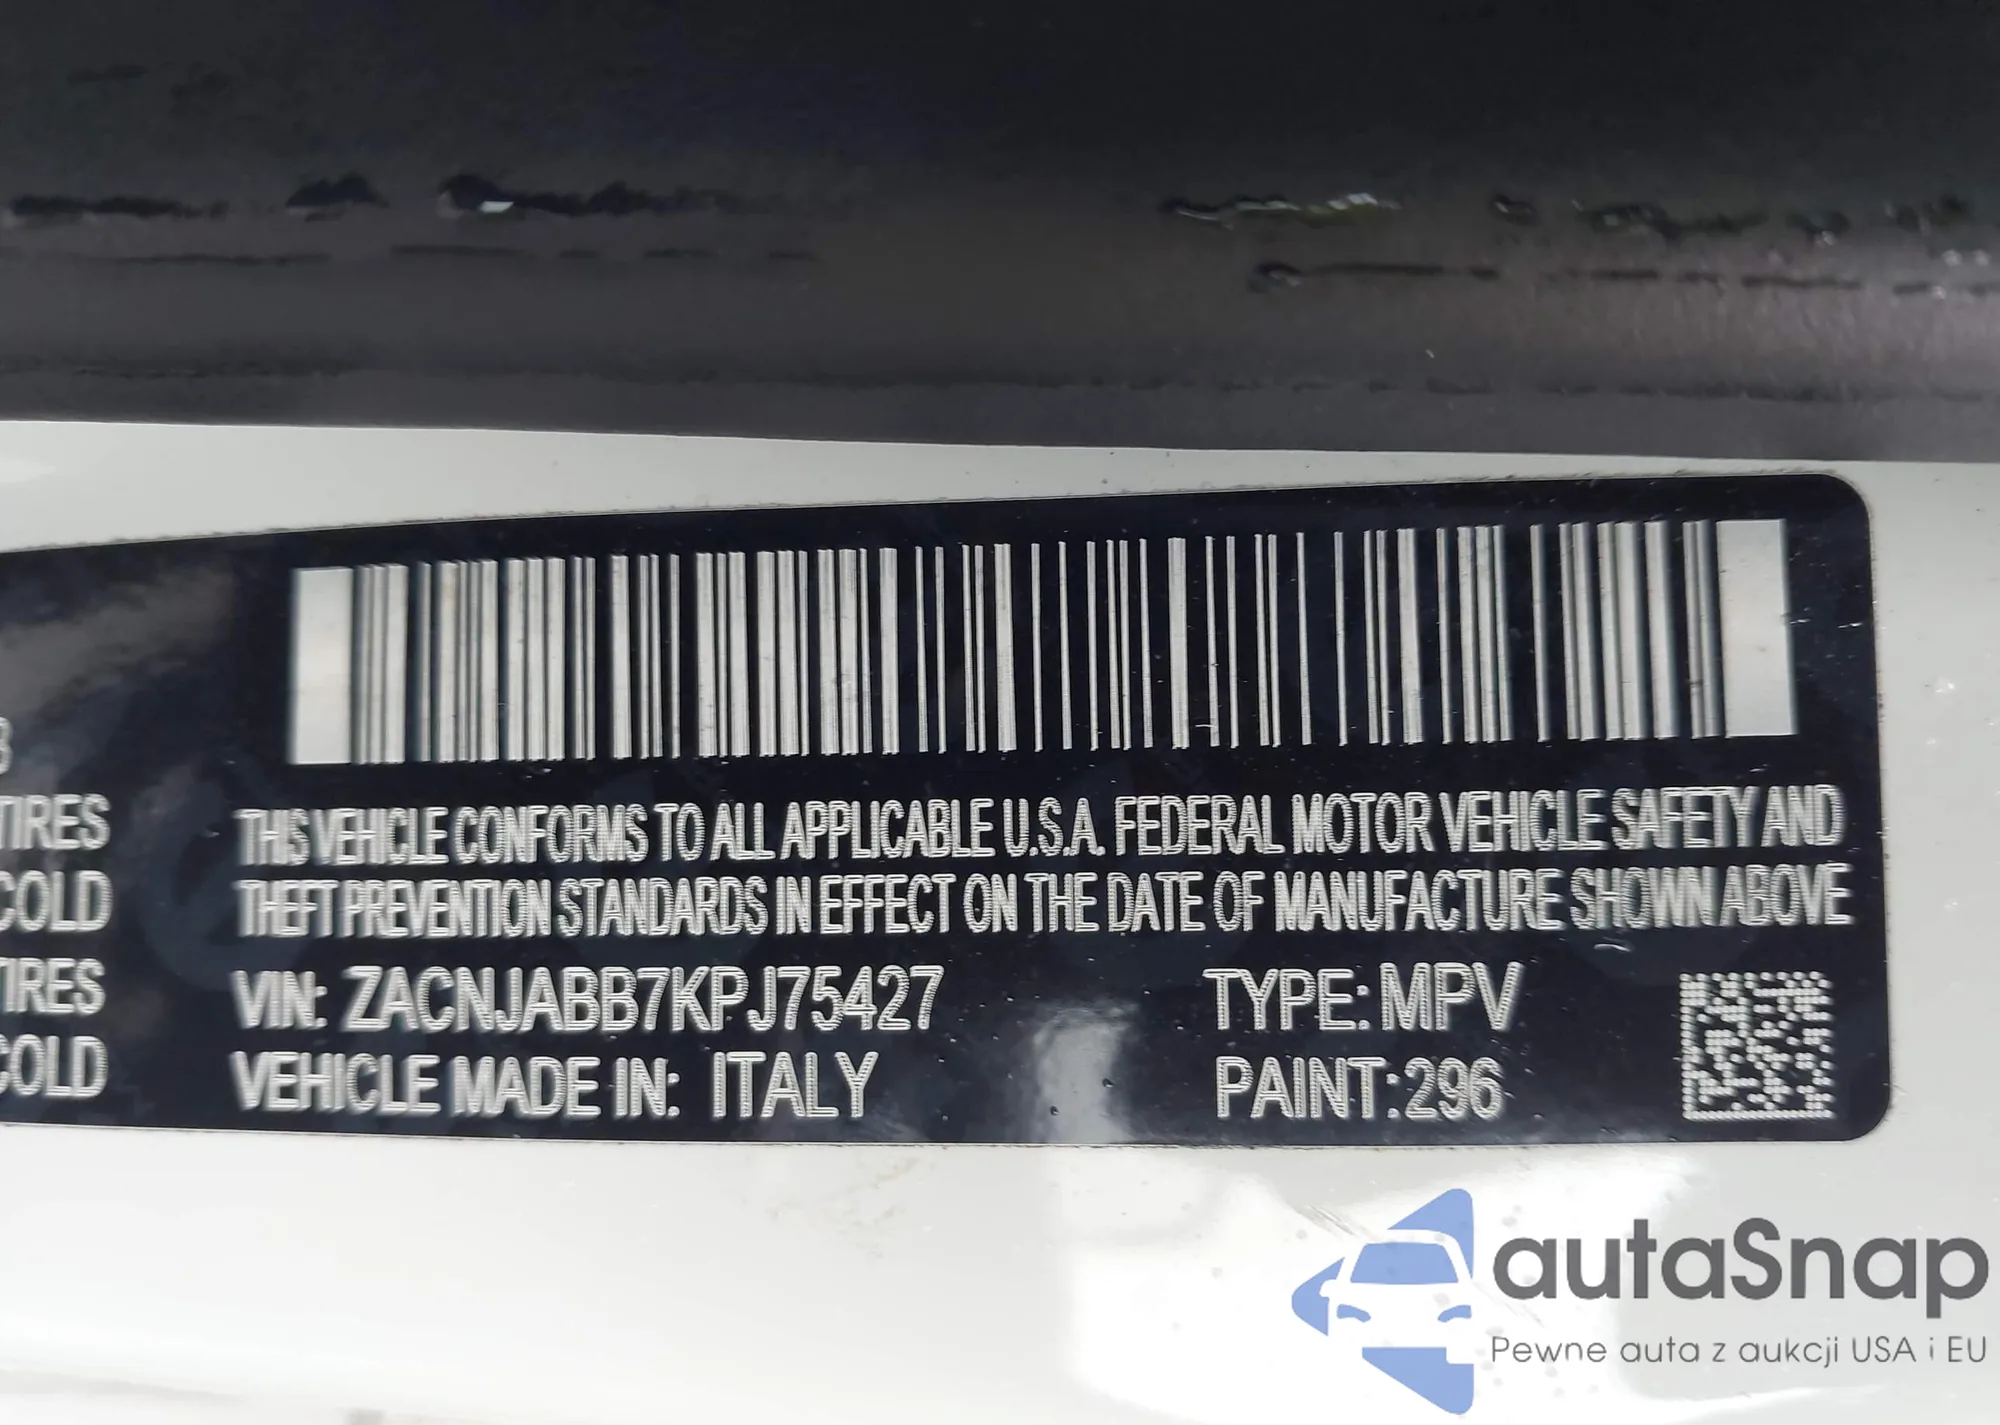 TIRES
COLD
TIRES
COLD
THIS VEHICLE CONFORMS TO ALL APPLICABLE U.S.A. FEDERAL MOTOR VEHICLE SAFETY AND
THEFT PREVENTION STANDARDS IN EFFECT ON THE DATE OF MANUFACTURE SHOWN ABOVE
VIN: ZACNJABB7KPJ75427 TYPE: MPV
VEHICLE MADE IN: ITALY PAINT: 296
autaSnap
Pewne auta z aukcji USA i EU